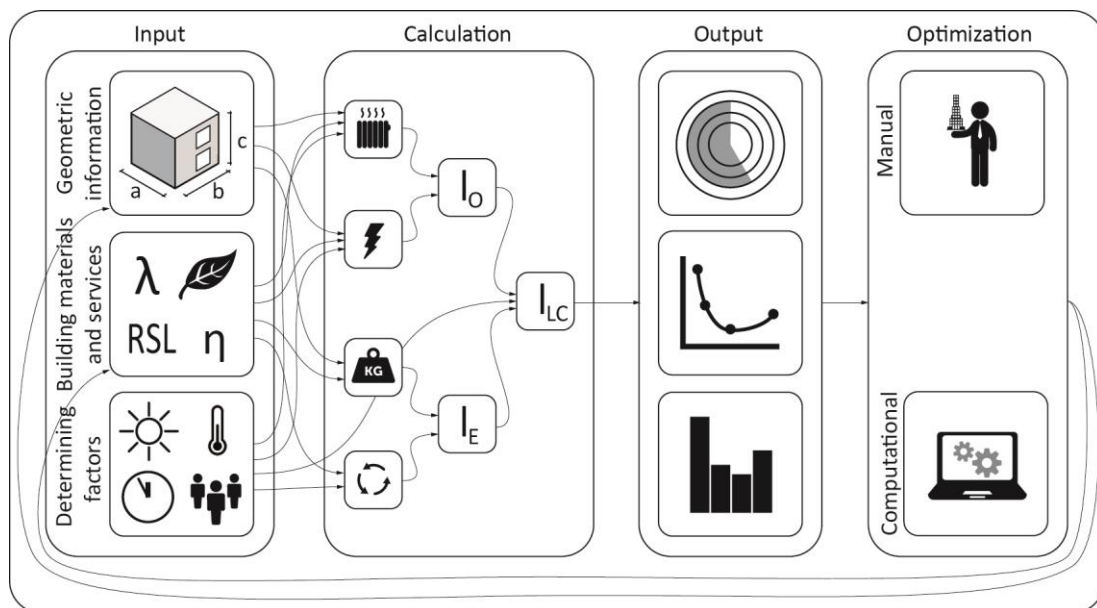 Input
Calculation
Output
Optimization
Geometric
information
a
b
c
Building materials
and services
λ
RSL
η
Determining
factors
KG
I_O
I_E
I_LC
Manual
Computational